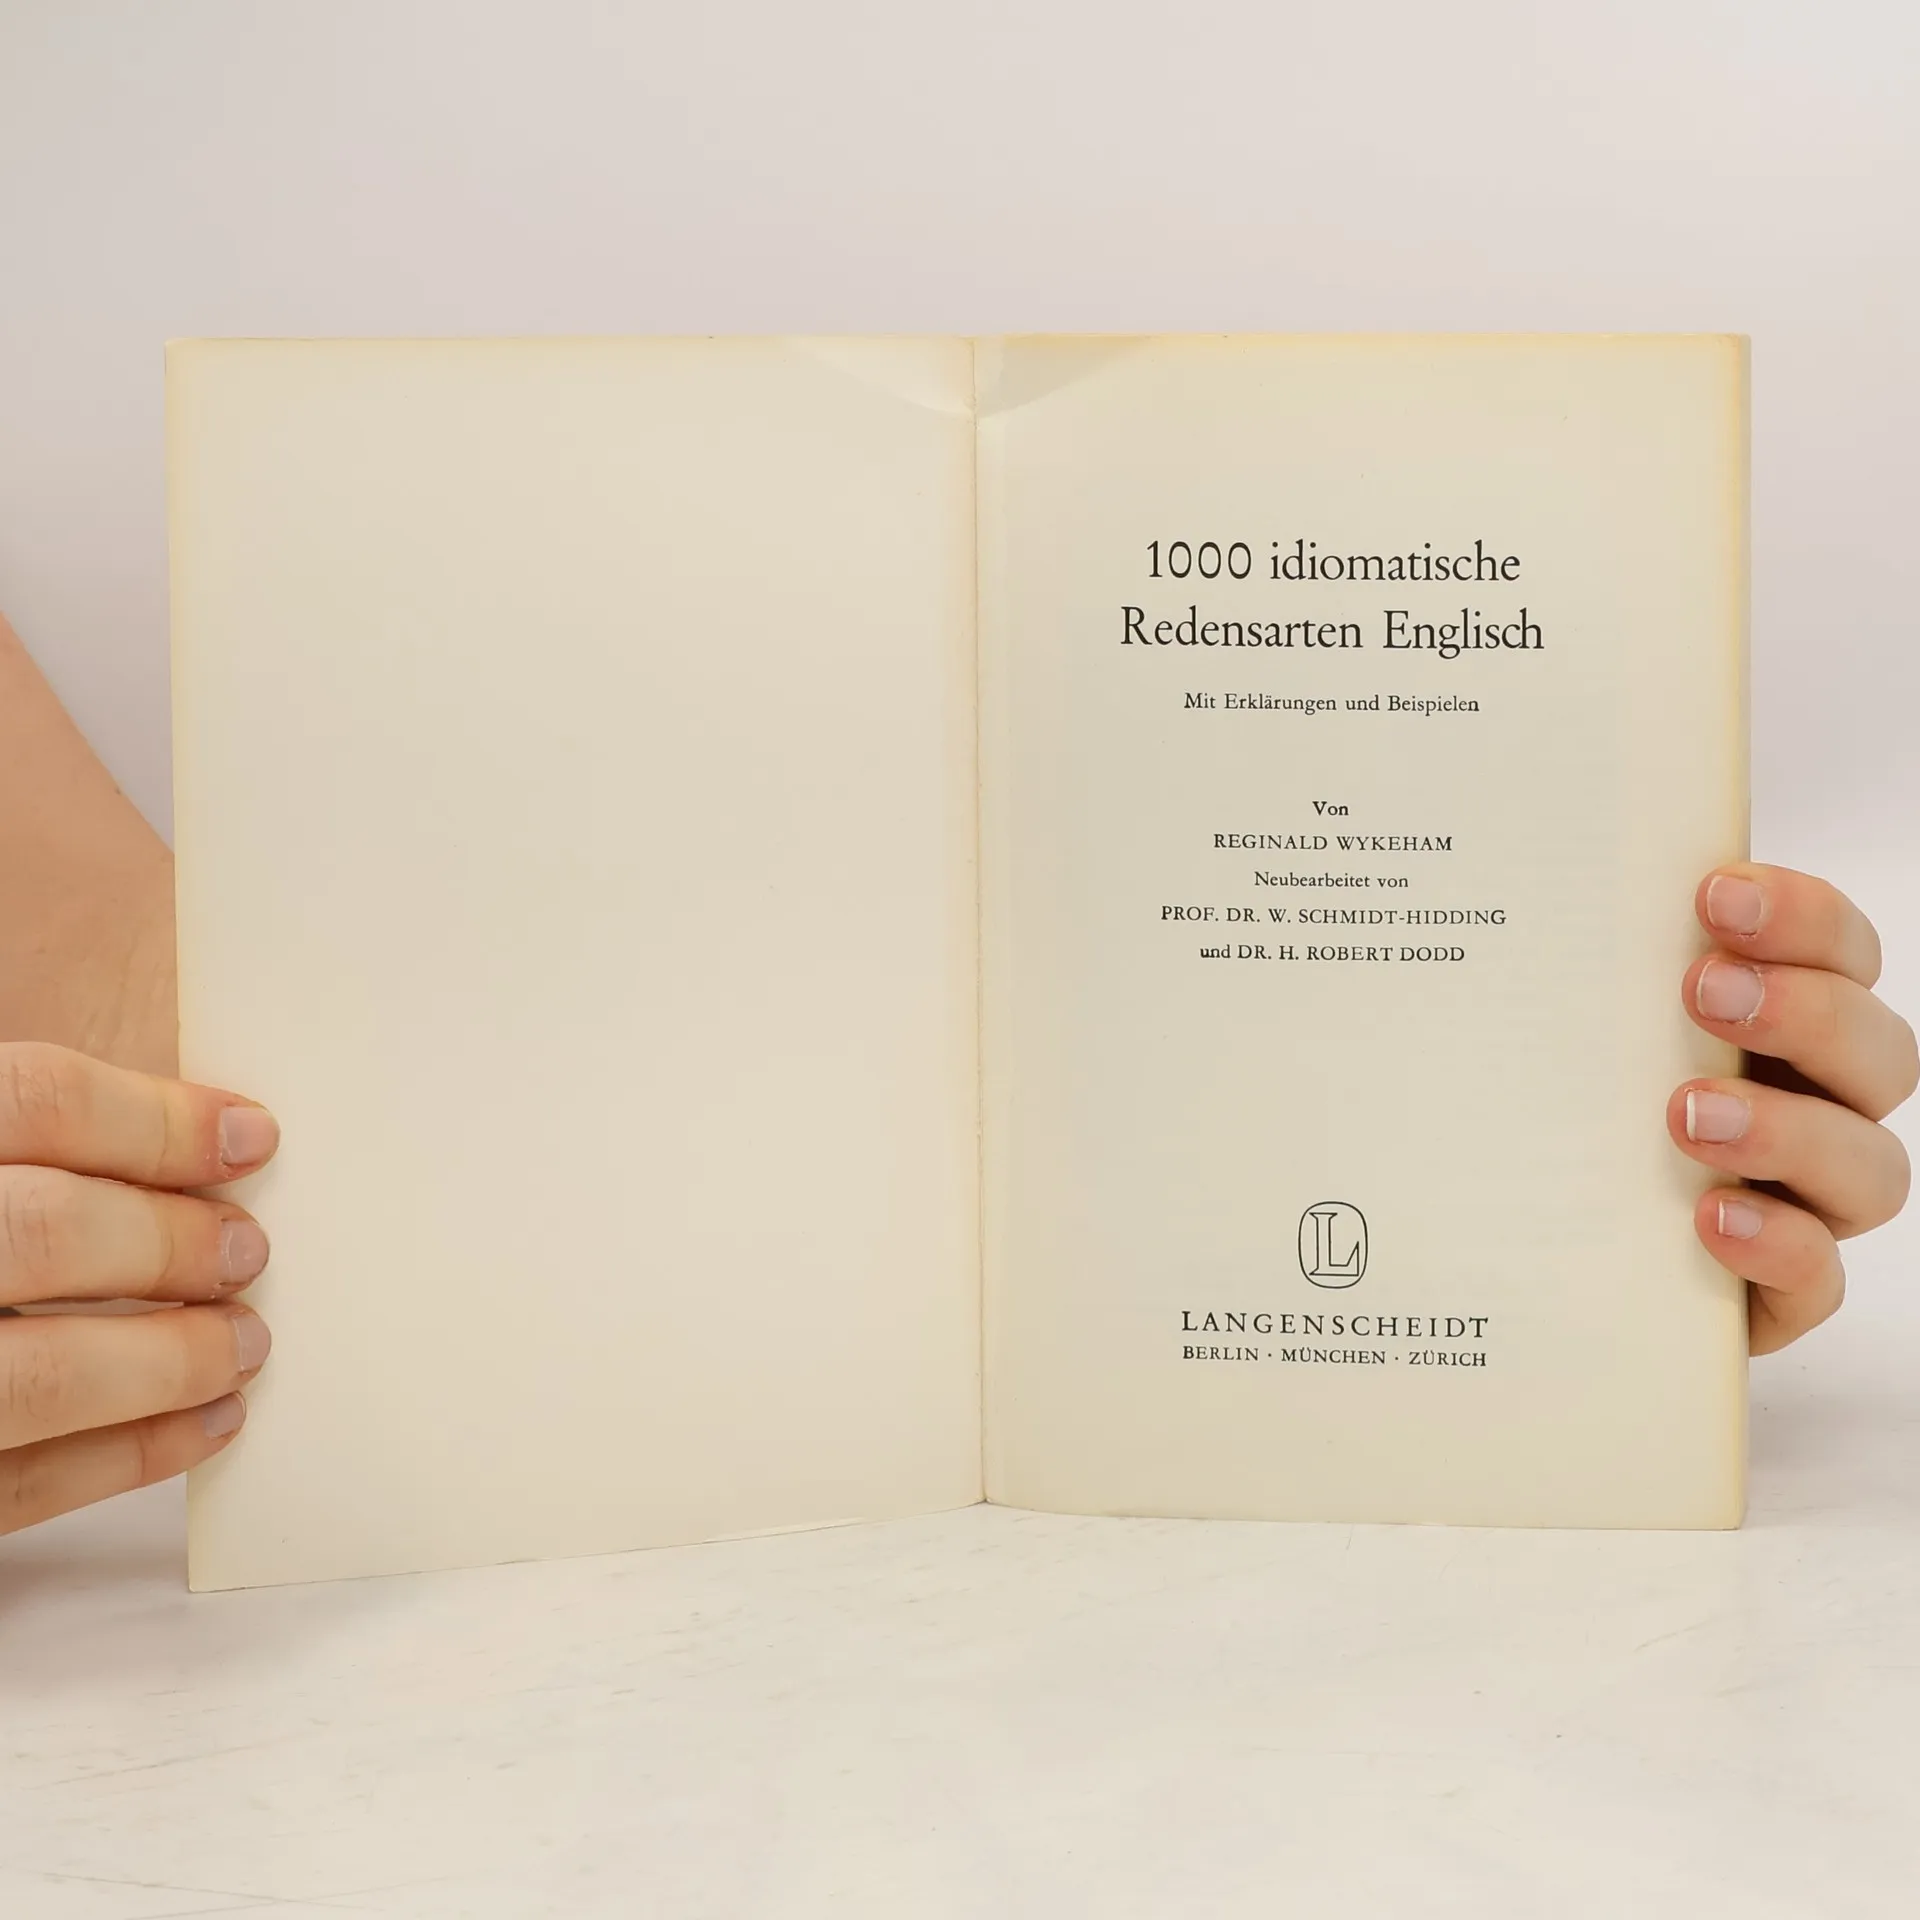 1000 idiomatische
Redensarten Englisch
Mit Erklärungen und Beispielen
Von
REGINALD WYKEHAM
Neubearbeitet von
PROF. DR. W. SCHMIDT-HIDDING
und DR. H. ROBERT DODD
L
LANGENSCHEIDT
BERLIN · MÜNCHEN · ZÜRICH